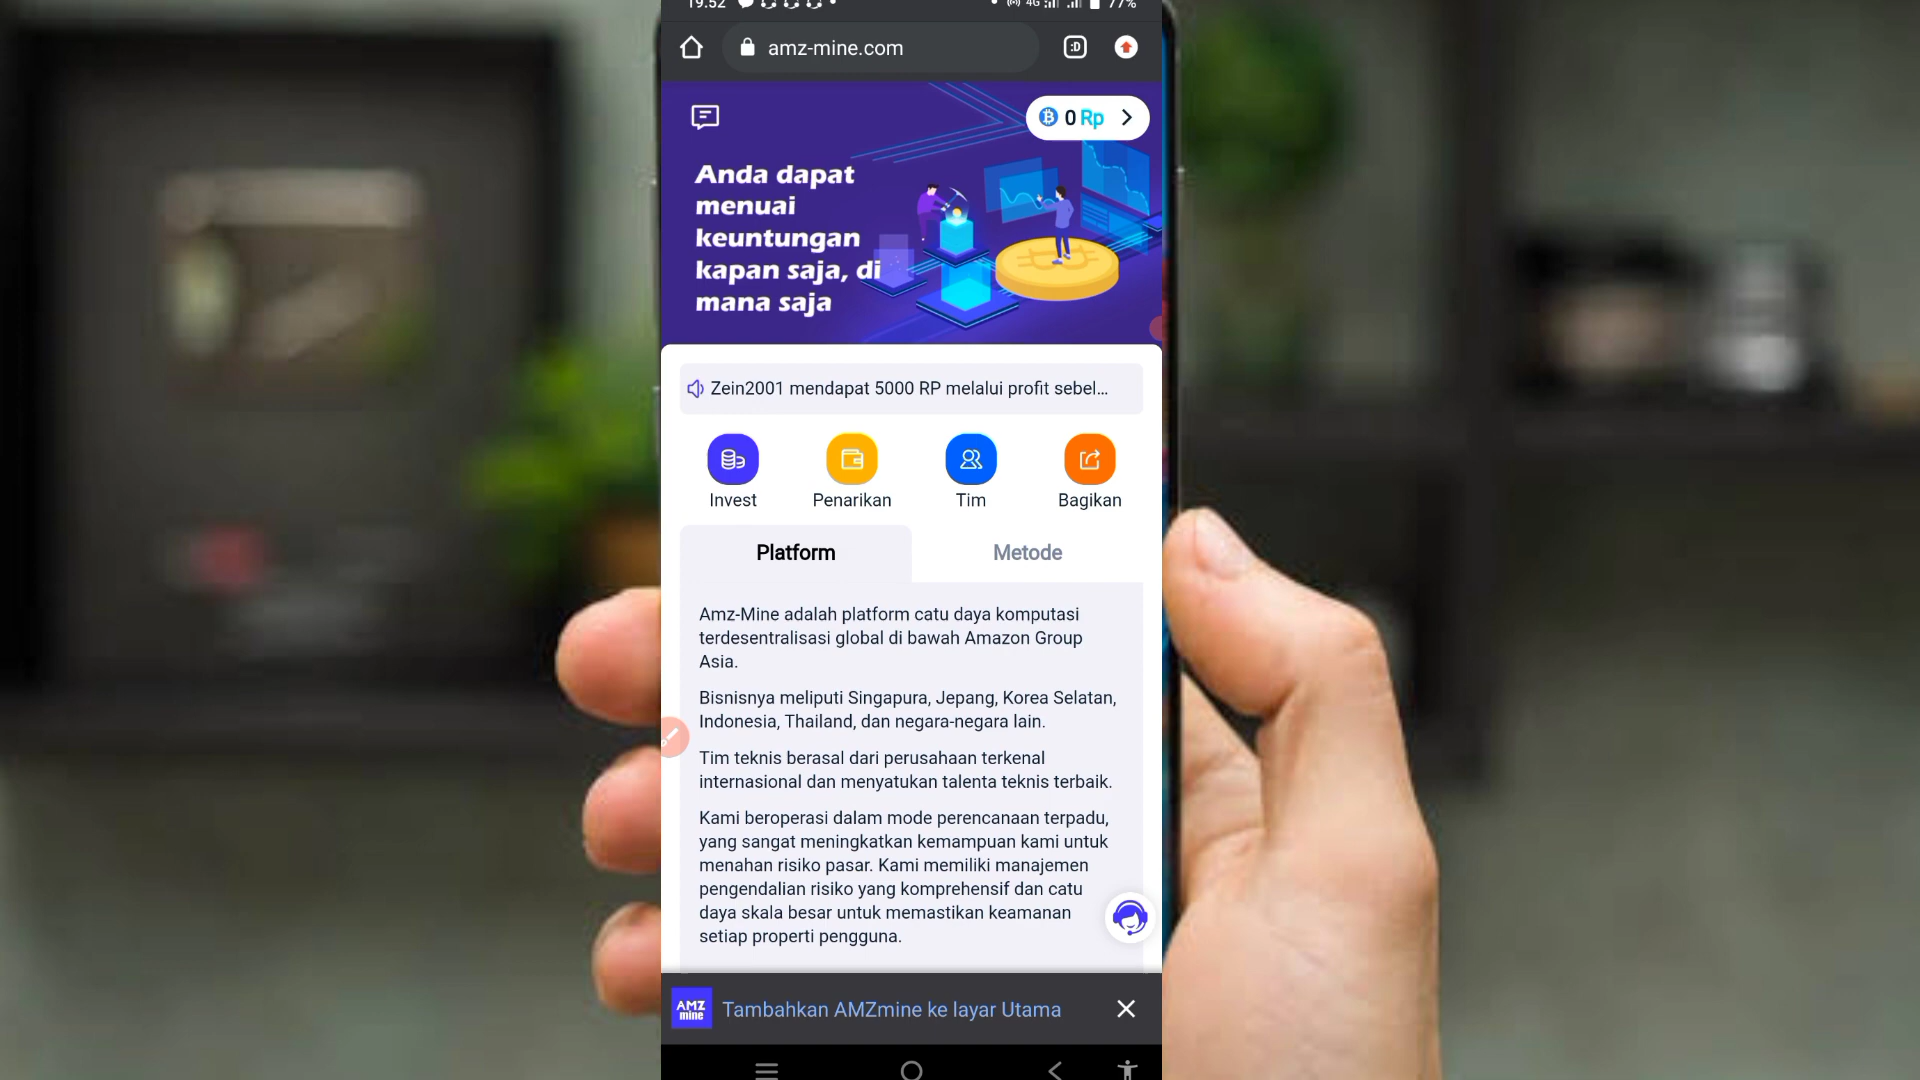 19.52
4G
77%
amz-mine.com
:D
0 Rp
Anda dapat
menuai
keuntungan
kapan saja, di
mana saja
Zein2001 mendapat 5000 RP melalui profit sebel...
Invest
Penarikan
Tim
Bagikan
Platform
Metode
Amz-Mine adalah platform catu daya komputasi
terdesentralisasi global di bawah Amazon Group
Asia.
Bisnisnya meliputi Singapura, Jepang, Korea Selatan,
Indonesia, Thailand, dan negara-negara lain.
Tim teknis berasal dari perusahaan terkenal
internasional dan menyatukan talenta teknis terbaik.
Kami beroperasi dalam mode perencanaan terpadu,
yang sangat meningkatkan kemampuan kami untuk
menahan risiko pasar. Kami memiliki manajemen
pengendalian risiko yang komprehensif dan catu
daya skala besar untuk memastikan keamanan
setiap properti pengguna.
AMZ
mine
Tambahkan AMZmine ke layar Utama